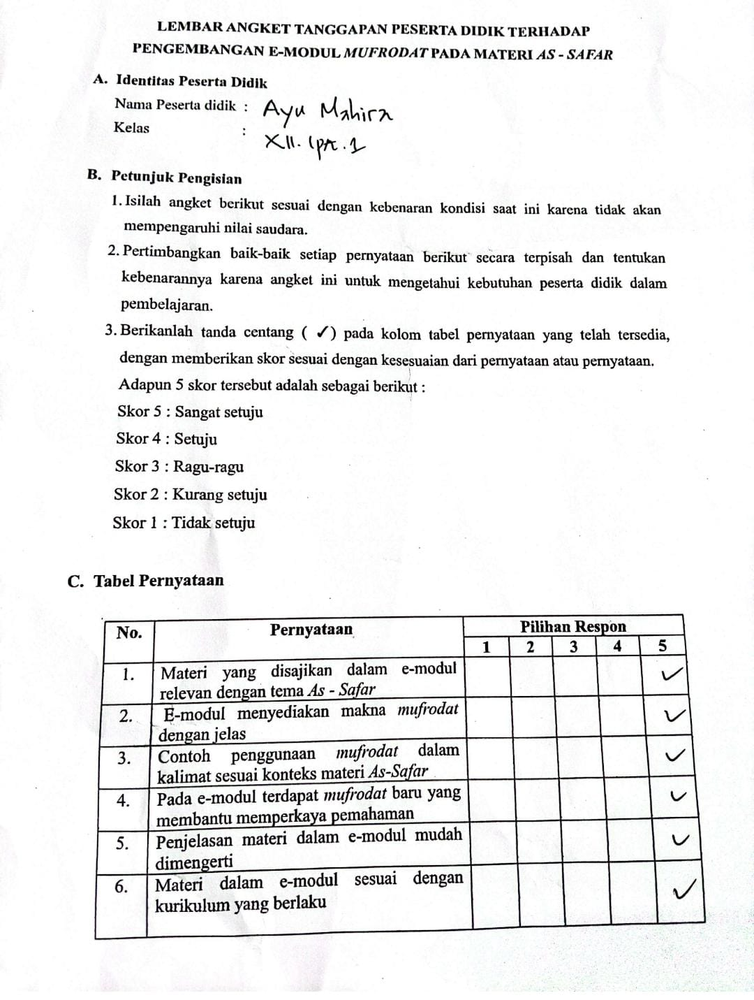 LEMBAR ANGKET TANGGAPAN PESERTA DIDIK TERHADAP
PENGEMBANGAN E-MODUL MUFRODAT PADA MATERI AS - SAFAR
A. Identitas Peserta Didik
Nama Peserta didik : Ayu Mahira
Kelas : XII. IPA. 1
B. Petunjuk Pengisian
1. Isilah angket berikut sesuai dengan kebenaran kondisi saat ini karena tidak akan
mempengaruhi nilai saudara.
2. Pertimbangkan baik-baik setiap pernyataan berikut secara terpisah dan tentukan
kebenarannya karena angket ini untuk mengetahui kebutuhan peserta didik dalam
pembelajaran.
3. Berikanlah tanda centang ( ✓) pada kolom tabel pernyataan yang telah tersedia,
dengan memberikan skor sesuai dengan kesesuaian dari pernyataan atau pernyataan.
Adapun 5 skor tersebut adalah sebagai berikut :
Skor 5 : Sangat setuju
Skor 4 : Setuju
Skor 3 : Ragu-ragu
Skor 2 : Kurang setuju
Skor 1 : Tidak setuju
C. Tabel Pernyataan
No. Pernyataan Pilihan Respon
1 2 3 4 5
1. Materi yang disajikan dalam e-modul ✓
relevan dengan tema As - Safar
2. E-modul menyediakan makna mufrodat ✓
dengan jelas
3. Contoh penggunaan mufrodat dalam ✓
kalimat sesuai konteks materi As-Safar
4. Pada e-modul terdapat mufrodat baru yang ✓
membantu memperkaya pemahaman
5. Penjelasan materi dalam e-modul mudah ✓
dimengerti
6. Materi dalam e-modul sesuai dengan ✓
kurikulum yang berlaku